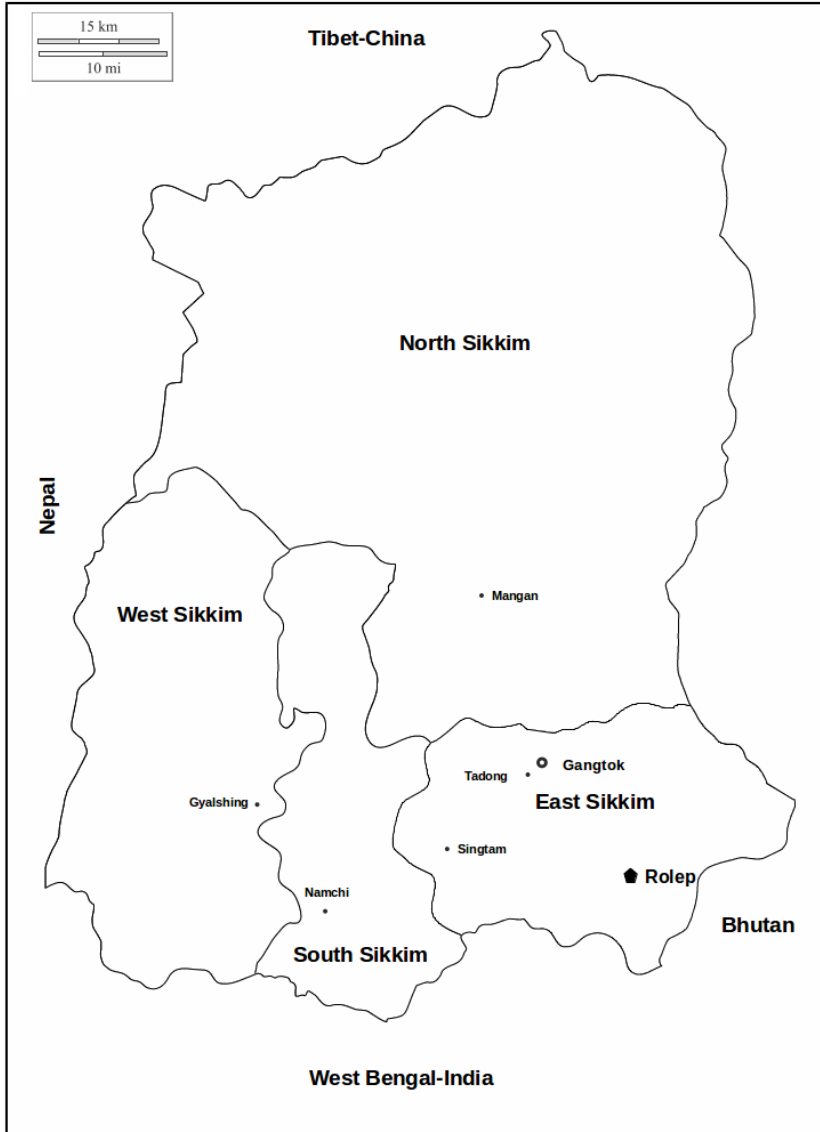 15 km
10 mi
Tibet-China
North Sikkim
Nepal
Mangan
West Sikkim
Gangtok
Tadong
East Sikkim
Gyalshing
Singtam
Rolep
Namchi
Bhutan
South Sikkim
West Bengal-India